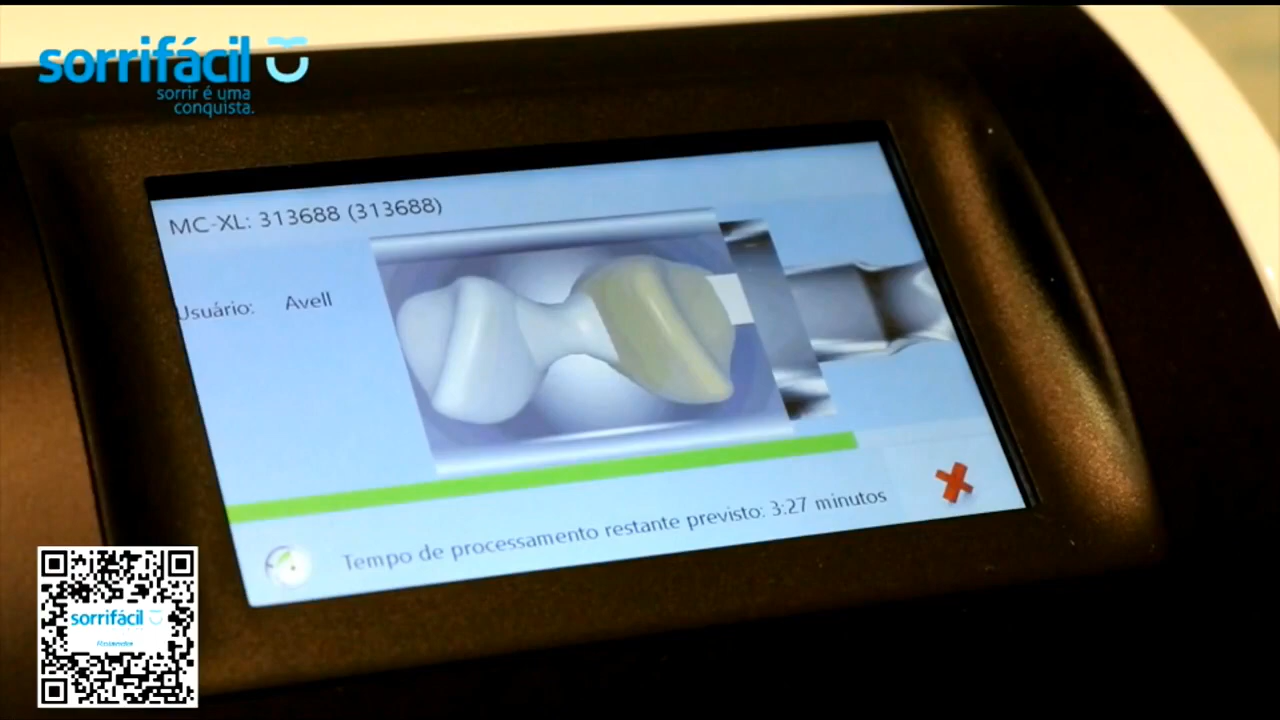 sorrifácil
sorrir é uma
conquista.
MC-XL: 313688 (313688)
Usuário: Avell
Tempo de processamento restante previsto: 3:27 minutos
sorrifácil